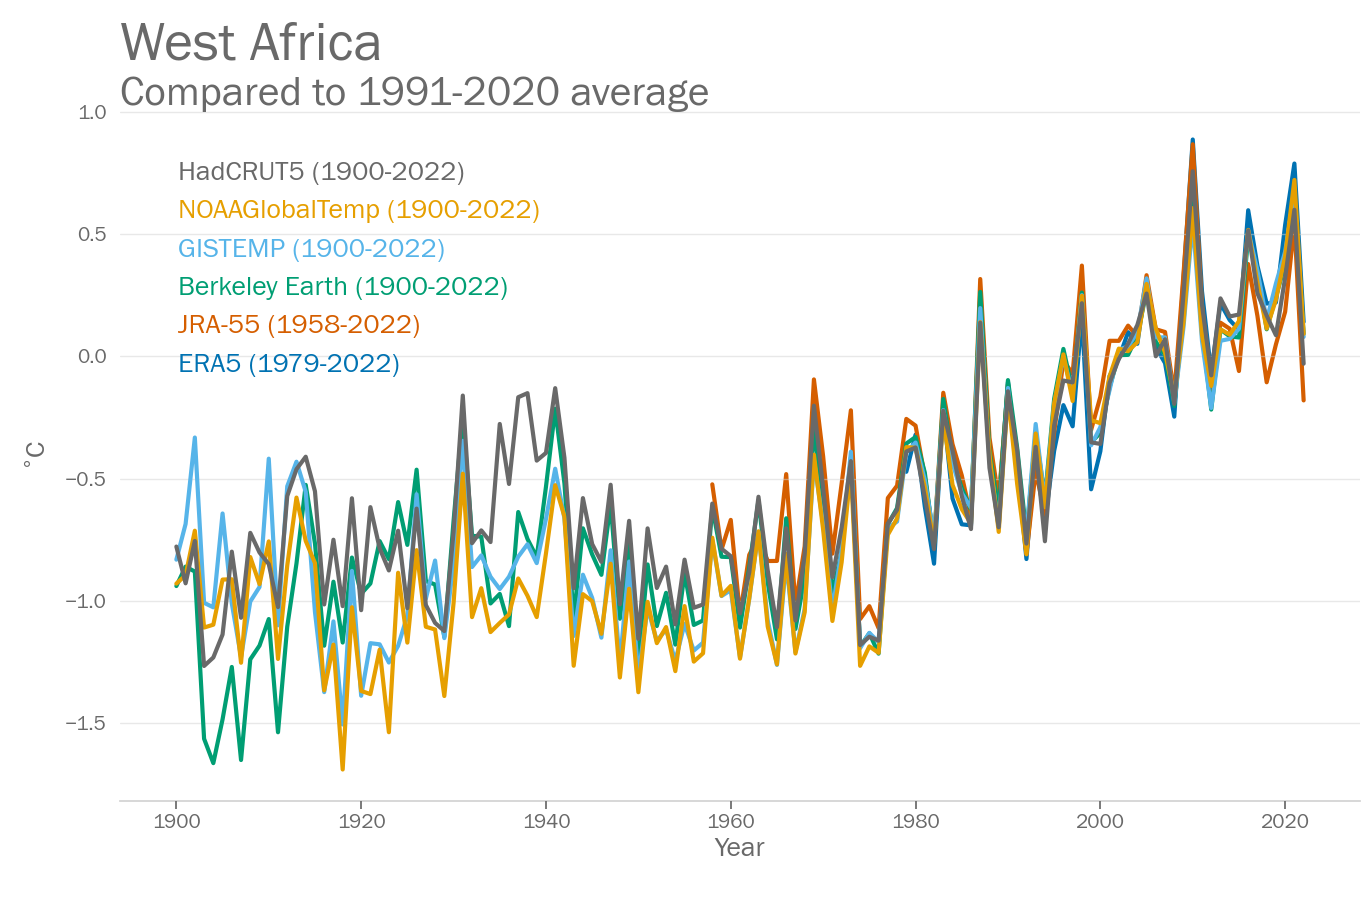 West Africa
Compared to 1991-2020 average
1.0
HadCRUT5 (1900-2022)
NOAAGlobalTemp (1900-2022)
0.5
GISTEMP (1900-2022)
Berkeley Earth (1900-2022)
JRA-55 (1958-2022)
0.0
ERA5 (1979-2022)
°C
−0.5
−1.0
−1.5
1900 1920 1940 1960 1980 2000 2020
Year